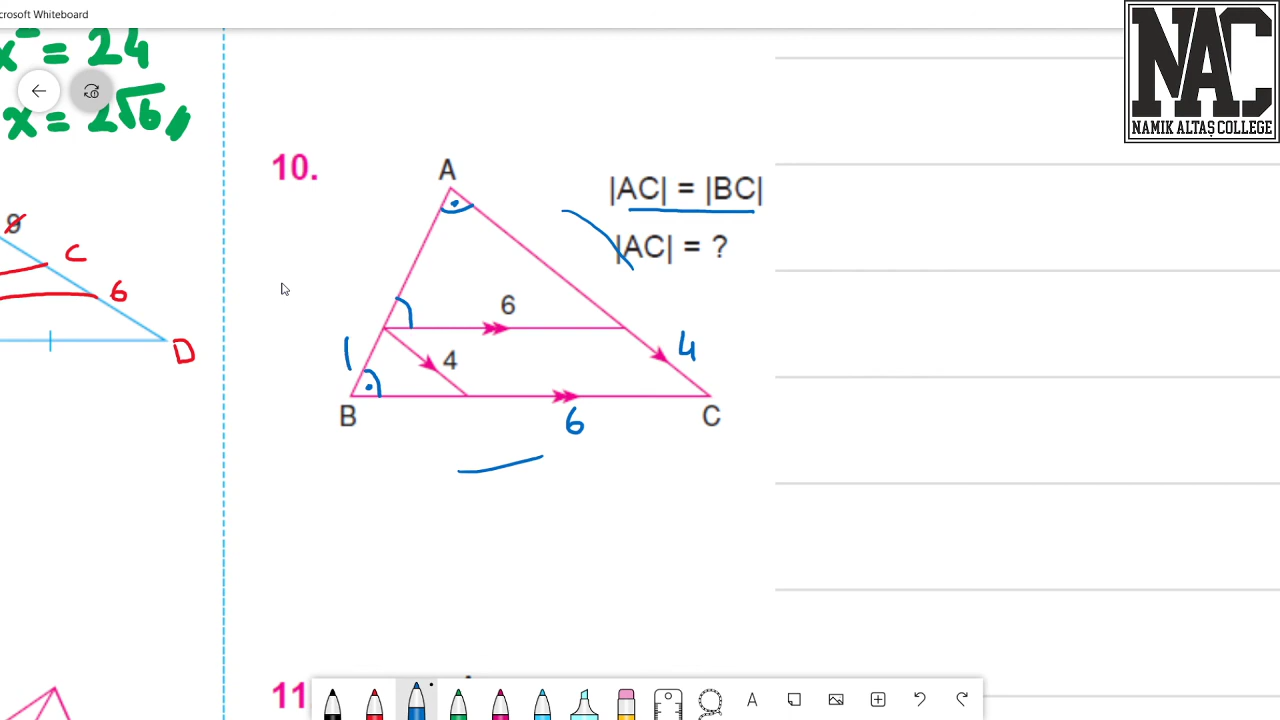 crosoft Whiteboard
NAC
NAMIK ALTAŞ COLLEGE
x² = 24
x = 2√6 //
9
C
6
D
10.
A
|AC| = |BC|
|AC| = ?
6
4
4
B
6
C
11
A